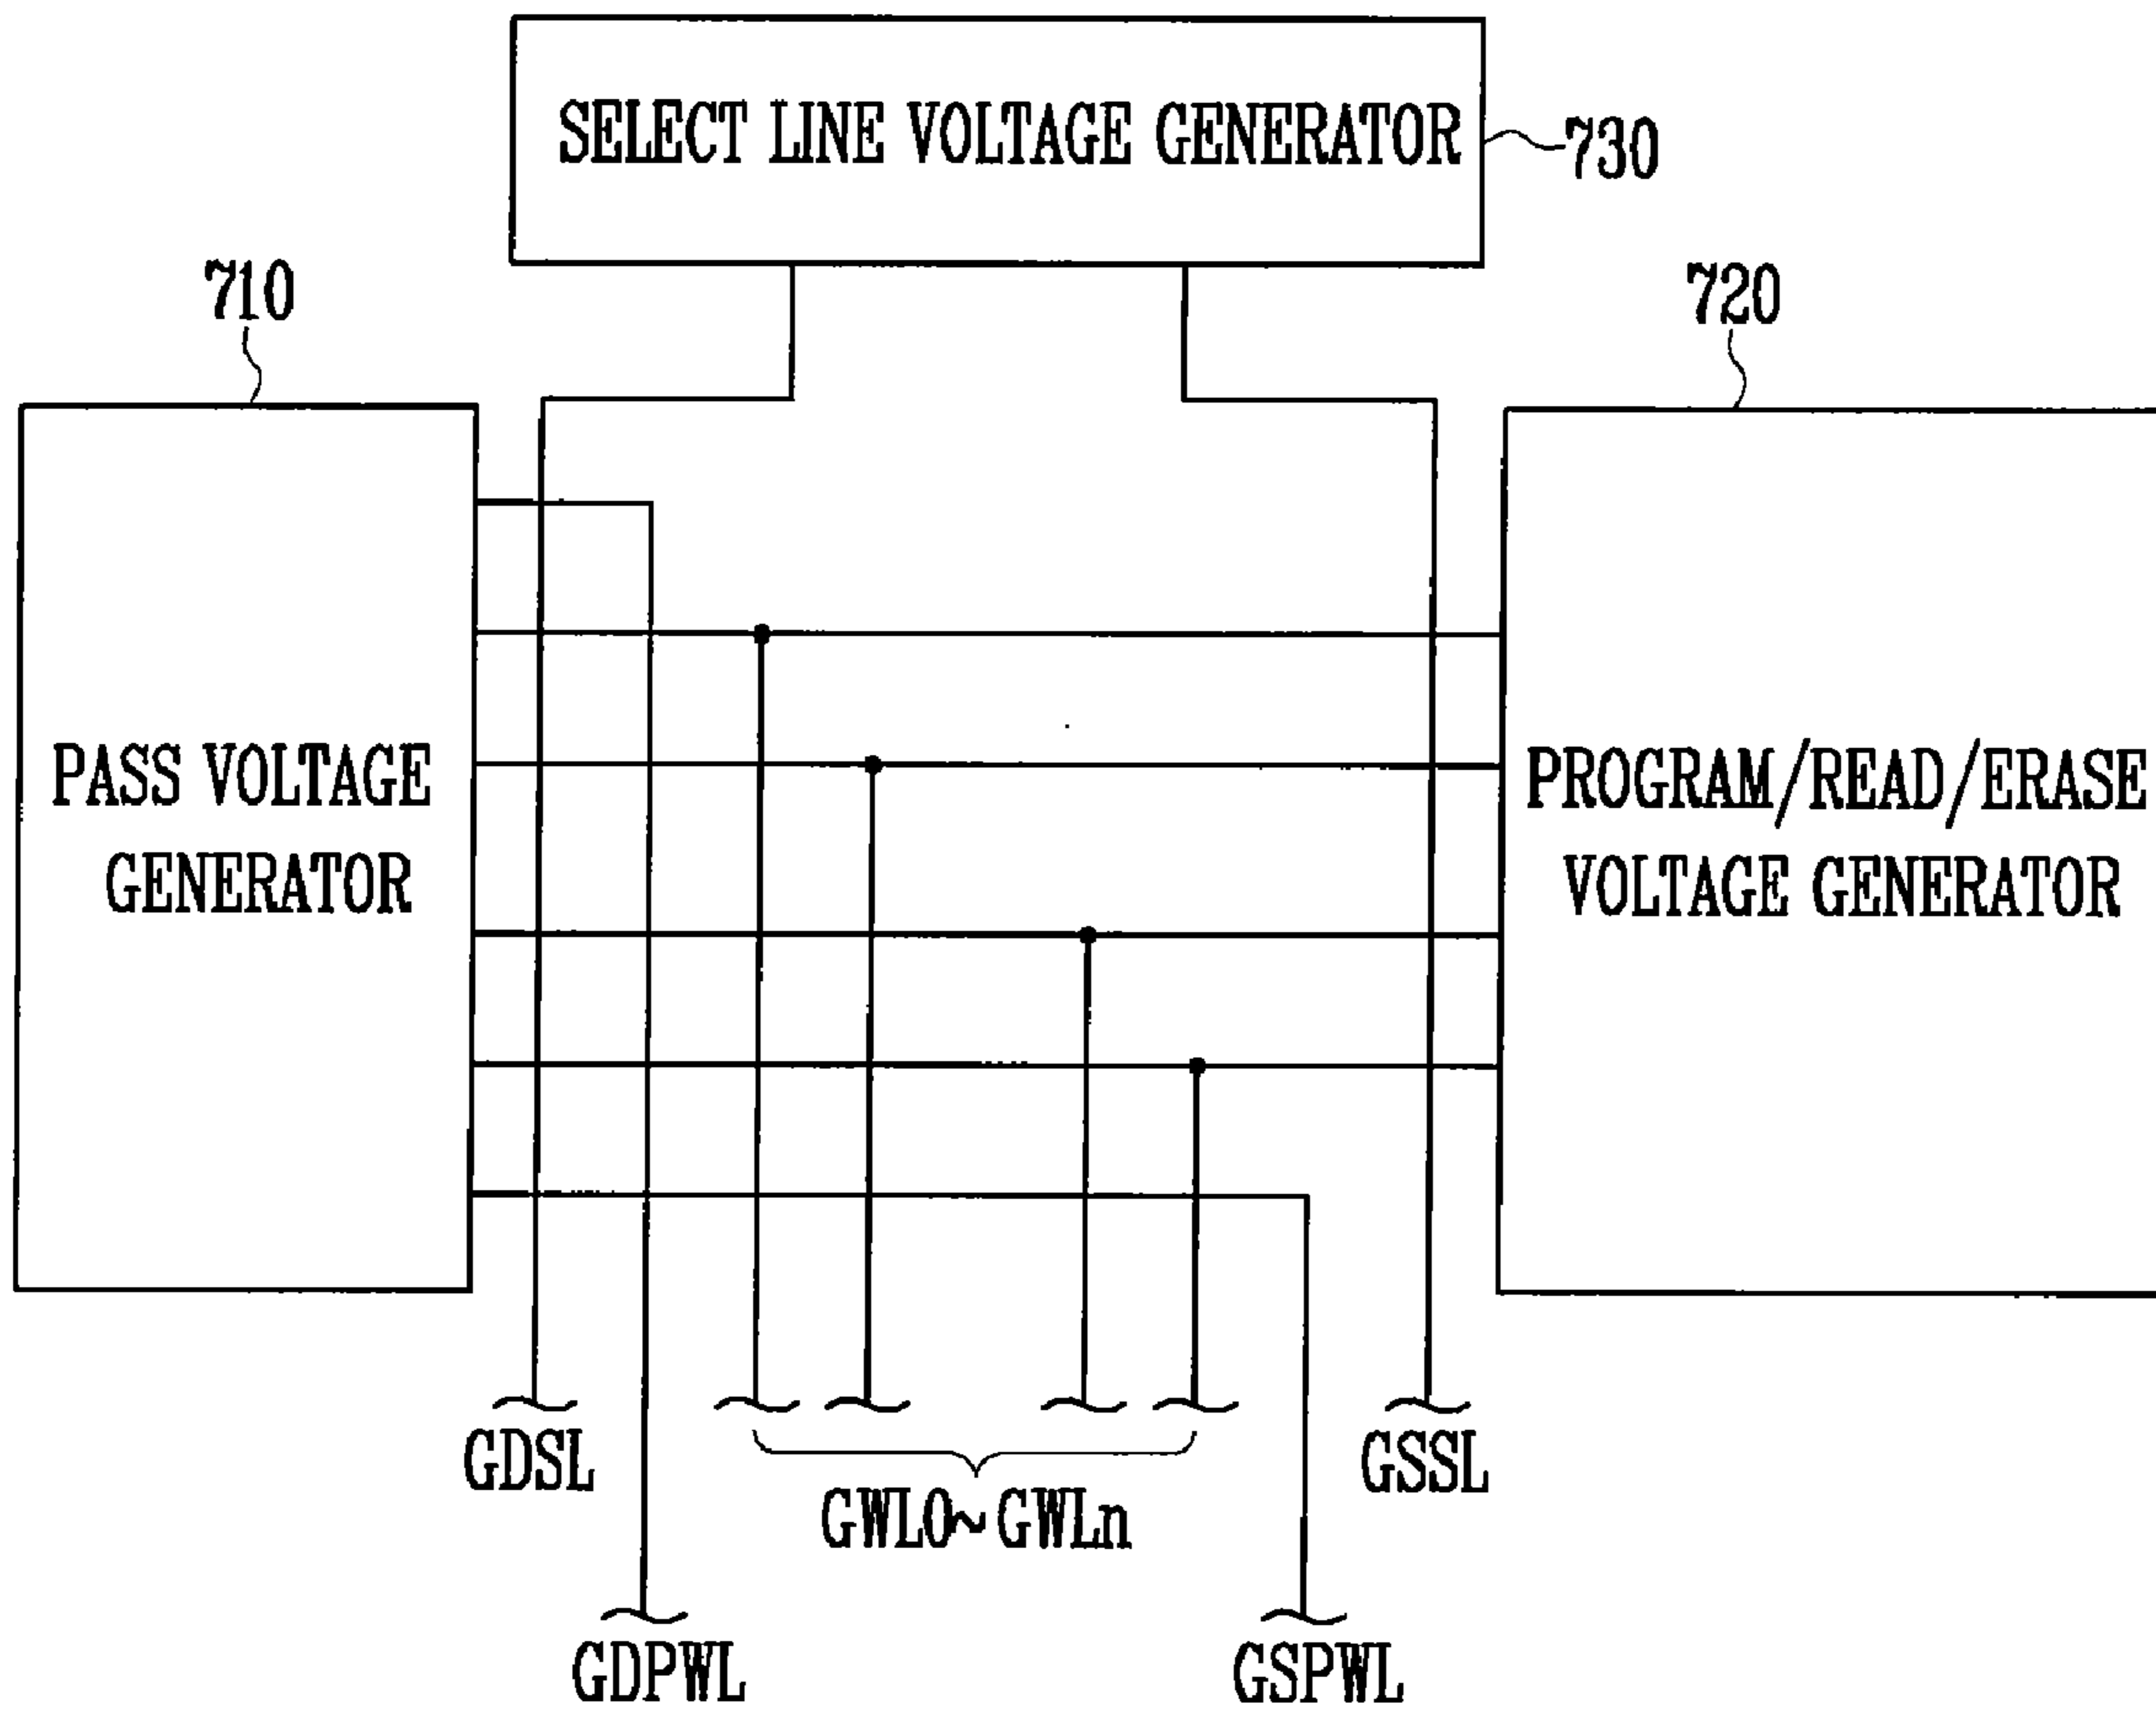 SELECT LINE VOLTAGE GENERATOR
730
710
720
PASS VOLTAGE
GENERATOR
PROGRAM/READ/ERASE
VOLTAGE GENERATOR
GDSL
GWL0~GWLn
GSSL
GDPWL
GSPWL